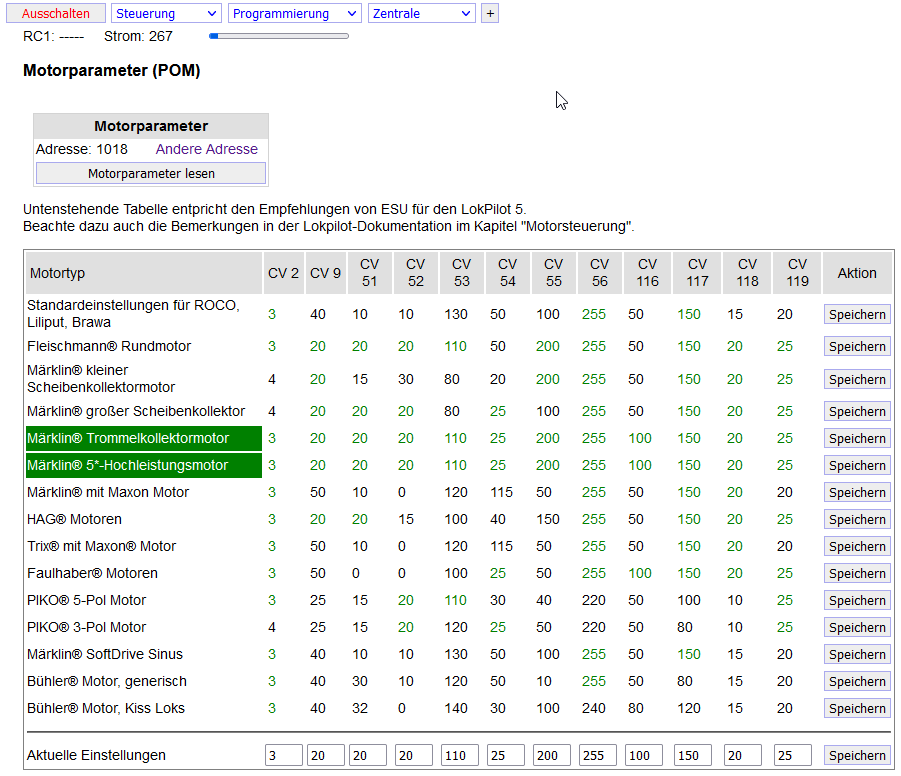 Ausschalten Steuerung Programmierung Zentrale +
RC1: ----- Strom: 267
Motorparameter (POM)
Motorparameter
Adresse: 1018 Andere Adresse
Motorparameter lesen
Untenstehende Tabelle entpricht den Empfehlungen von ESU für den LokPilot 5.
Beachte dazu auch die Bemerkungen in der Lokpilot-Dokumentation im Kapitel "Motorsteuerung".
Motortyp CV 2 CV 9 CV 51 CV 52 CV 53 CV 54 CV 55 CV 56 CV 116 CV 117 CV 118 CV 119 Aktion
Standardeinstellungen für ROCO,
Liliput, Brawa 3 40 10 10 130 50 100 255 50 150 15 20 Speichern
Fleischmann® Rundmotor 3 20 20 20 110 50 200 255 50 150 20 25 Speichern
Märklin® kleiner
Scheibenkollektormotor 4 20 15 30 80 20 200 255 50 150 20 25 Speichern
Märklin® großer Scheibenkollektor 4 20 20 20 80 25 100 255 50 150 20 25 Speichern
Märklin® Trommelkollektormotor 3 20 20 20 110 25 200 255 100 150 20 25 Speichern
Märklin® 5*-Hochleistungsmotor 3 20 20 20 110 25 200 255 100 150 20 25 Speichern
Märklin® mit Maxon Motor 3 50 10 0 120 115 50 255 50 150 20 20 Speichern
HAG® Motoren 3 20 20 15 100 40 150 255 50 150 20 25 Speichern
Trix® mit Maxon® Motor 3 50 10 0 120 115 50 255 50 150 20 20 Speichern
Faulhaber® Motoren 3 50 0 0 100 25 50 255 100 150 20 25 Speichern
PIKO® 5-Pol Motor 3 25 15 20 110 30 40 220 50 100 10 25 Speichern
PIKO® 3-Pol Motor 4 25 15 20 120 25 50 220 50 80 10 25 Speichern
Märklin® SoftDrive Sinus 3 40 10 10 130 50 100 255 50 150 15 20 Speichern
Bühler® Motor, generisch 3 40 30 10 120 50 10 255 50 80 15 20 Speichern
Bühler® Motor, Kiss Loks 3 40 32 0 140 30 100 240 80 120 15 20 Speichern
Aktuelle Einstellungen 3 20 20 20 110 25 200 255 100 150 20 25 Speichern